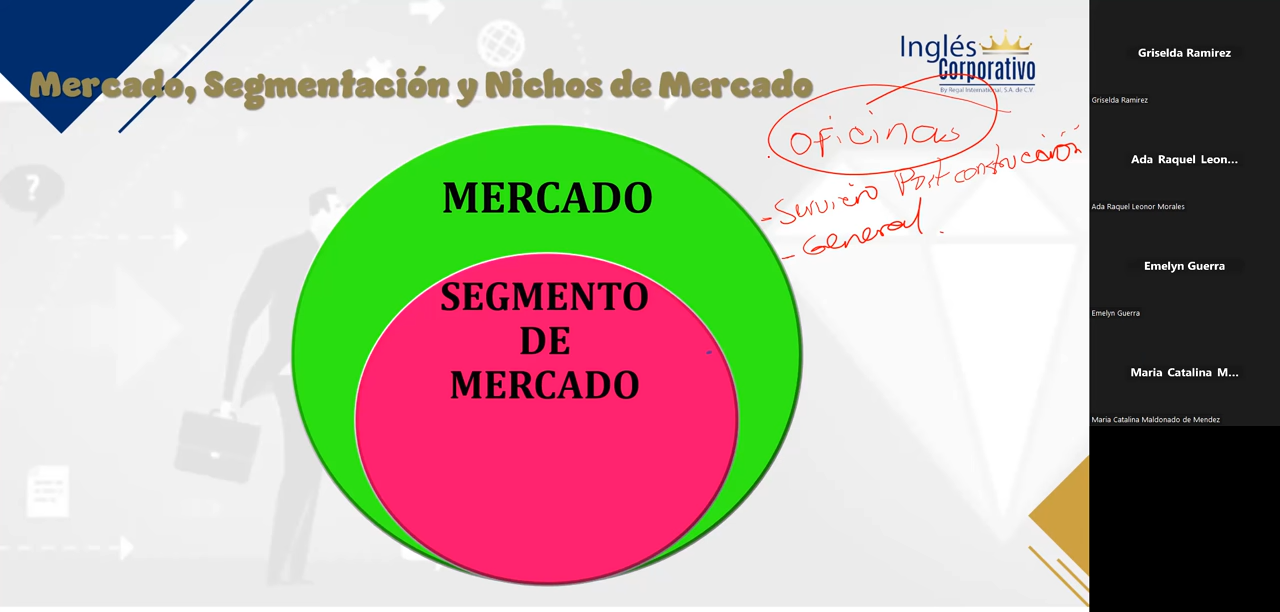 Mercado, Segmentación y Nichos de Mercado
Inglés
Corporativo
By Regal International, S.A. de C.V.
oficinas
- Servicio Postconstrucción
- General.
MERCADO
SEGMENTO
DE
MERCADO
?
Griselda Ramirez
Griselda Ramirez
Ada Raquel Leon...
Ada Raquel Leonor Morales
Emelyn Guerra
Emelyn Guerra
Maria Catalina M...
Maria Catalina Maldonado de Mendez